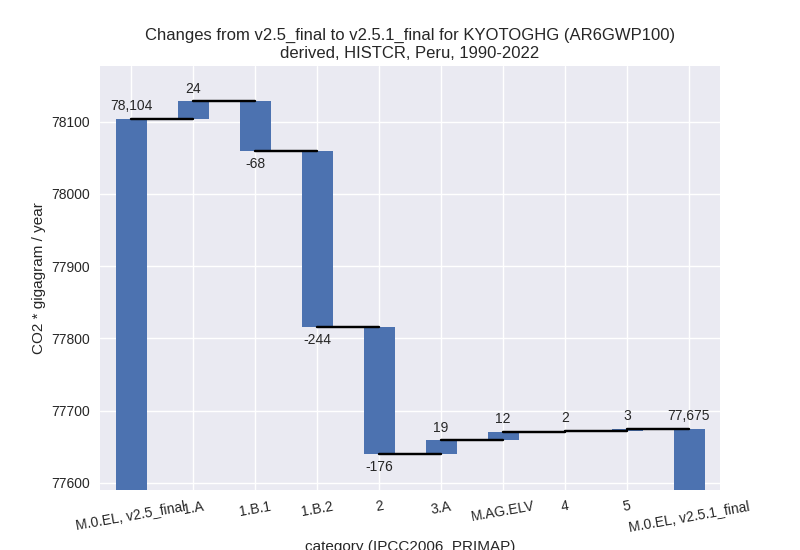 Changes from v2.5_final to v2.5.1_final for KYOTOGHG (AR6GWP100)
derived, HISTCR, Peru, 1990-2022
78,104
24
-68
-244
-176
19
12
2
3
77,675
CO2 * gigagram / year
78100
78000
77900
77800
77700
77600
M.0.EL, v2.5_final
1.A
1.B.1
1.B.2
2
3.A
M.AG.ELV
4
5
M.0.EL, v2.5.1_final
category (IPCC2006_PRIMAP)